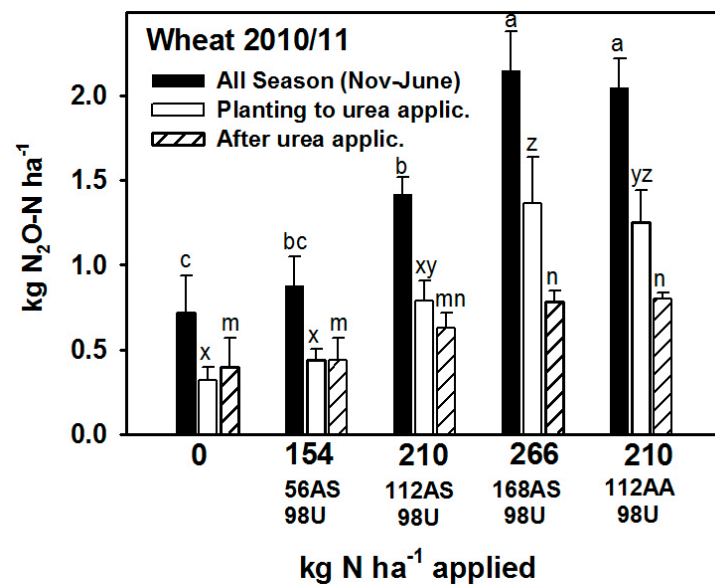 Wheat 2010/11
All Season (Nov-June)
Planting to urea applic.
After urea applic.
kg N₂O-N ha⁻¹
2.0
1.5
1.0
0.5
0.0
c x m
bc x m
b xy mn
a z n
a yz n
0 154 210 266 210
56AS 112AS 168AS 112AA
98U 98U 98U 98U
kg N ha⁻¹ applied